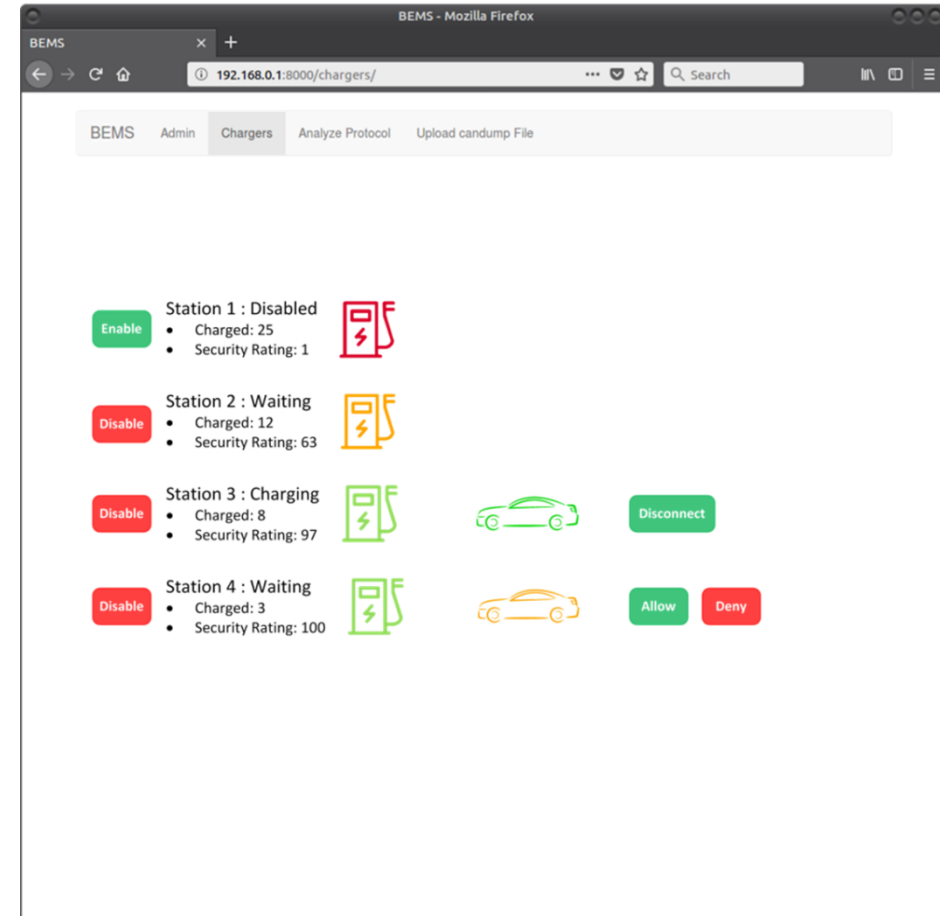 BEMS - Mozilla Firefox
BEMS × +
192.168.0.1:8000/chargers/ ••• Search
BEMS Admin Chargers Analyze Protocol Upload candump File
Enable
Station 1 : Disabled
• Charged: 25
• Security Rating: 1
Disable
Station 2 : Waiting
• Charged: 12
• Security Rating: 63
Disable
Station 3 : Charging
• Charged: 8
• Security Rating: 97
Disconnect
Disable
Station 4 : Waiting
• Charged: 3
• Security Rating: 100
Allow Deny